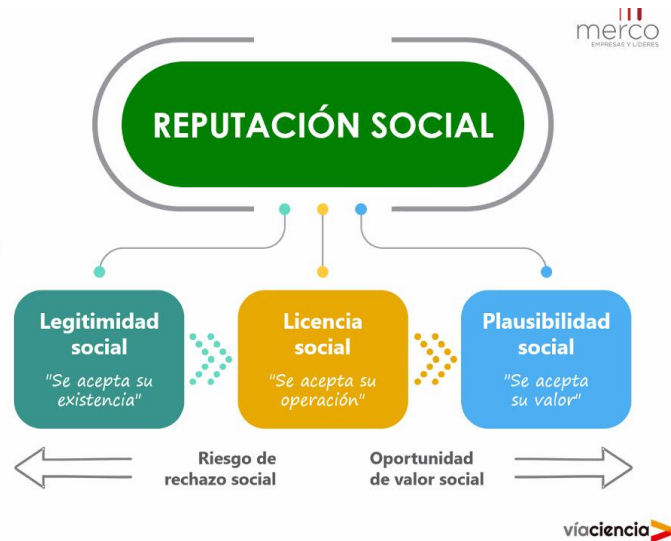 merco
EMPRESAS Y LÍDERES
REPUTACIÓN SOCIAL
Legitimidad
social
"Se acepta su
existencia"
Licencia
social
"Se acepta su
operación"
Plausibilidad
social
"Se acepta
su valor"
Riesgo de
rechazo social
Oportunidad
de valor social
víaciencia